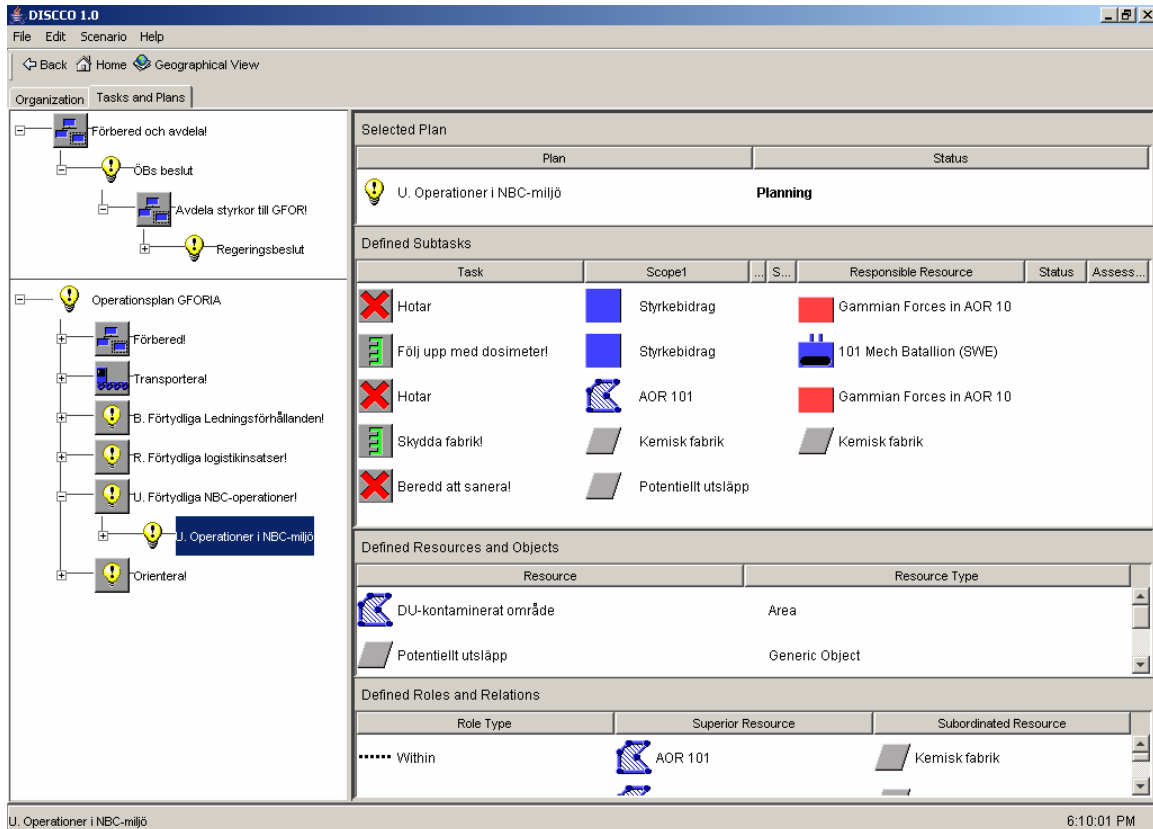 DISCCO 1.0
File Edit Scenario Help
Back Home Geographical View
Organization Tasks and Plans
Förbered och avdela!
ÖBs beslut
Avdela styrkor till GFOR!
Regeringsbeslut
Operationsplan GFORIA
Förbered!
Transportera!
B. Förtydliga Ledningsförhållanden!
R. Förtydliga logistikinsatser!
U. Förtydliga NBC-operationer!
U. Operationer i NBC-miljö
Orientera!
Selected Plan
Plan Status
U. Operationer i NBC-miljö Planning
Defined Subtasks
Task Scope1 ... S... Responsible Resource Status Assess...
Hotar Styrkebidrag Gammian Forces in AOR 10
Följ upp med dosimeter! Styrkebidrag 101 Mech Batallion (SWE)
Hotar AOR 101 Gammian Forces in AOR 10
Skydda fabrik! Kemisk fabrik Kemisk fabrik
Beredd att sanera! Potentiellt utsläpp
Defined Resources and Objects
Resource Resource Type
DU-kontaminerat område Area
Potentiellt utsläpp Generic Object
Defined Roles and Relations
Role Type Superior Resource Subordinated Resource
Within AOR 101 Kemisk fabrik
U. Operationer i NBC-miljö 6:10:01 PM